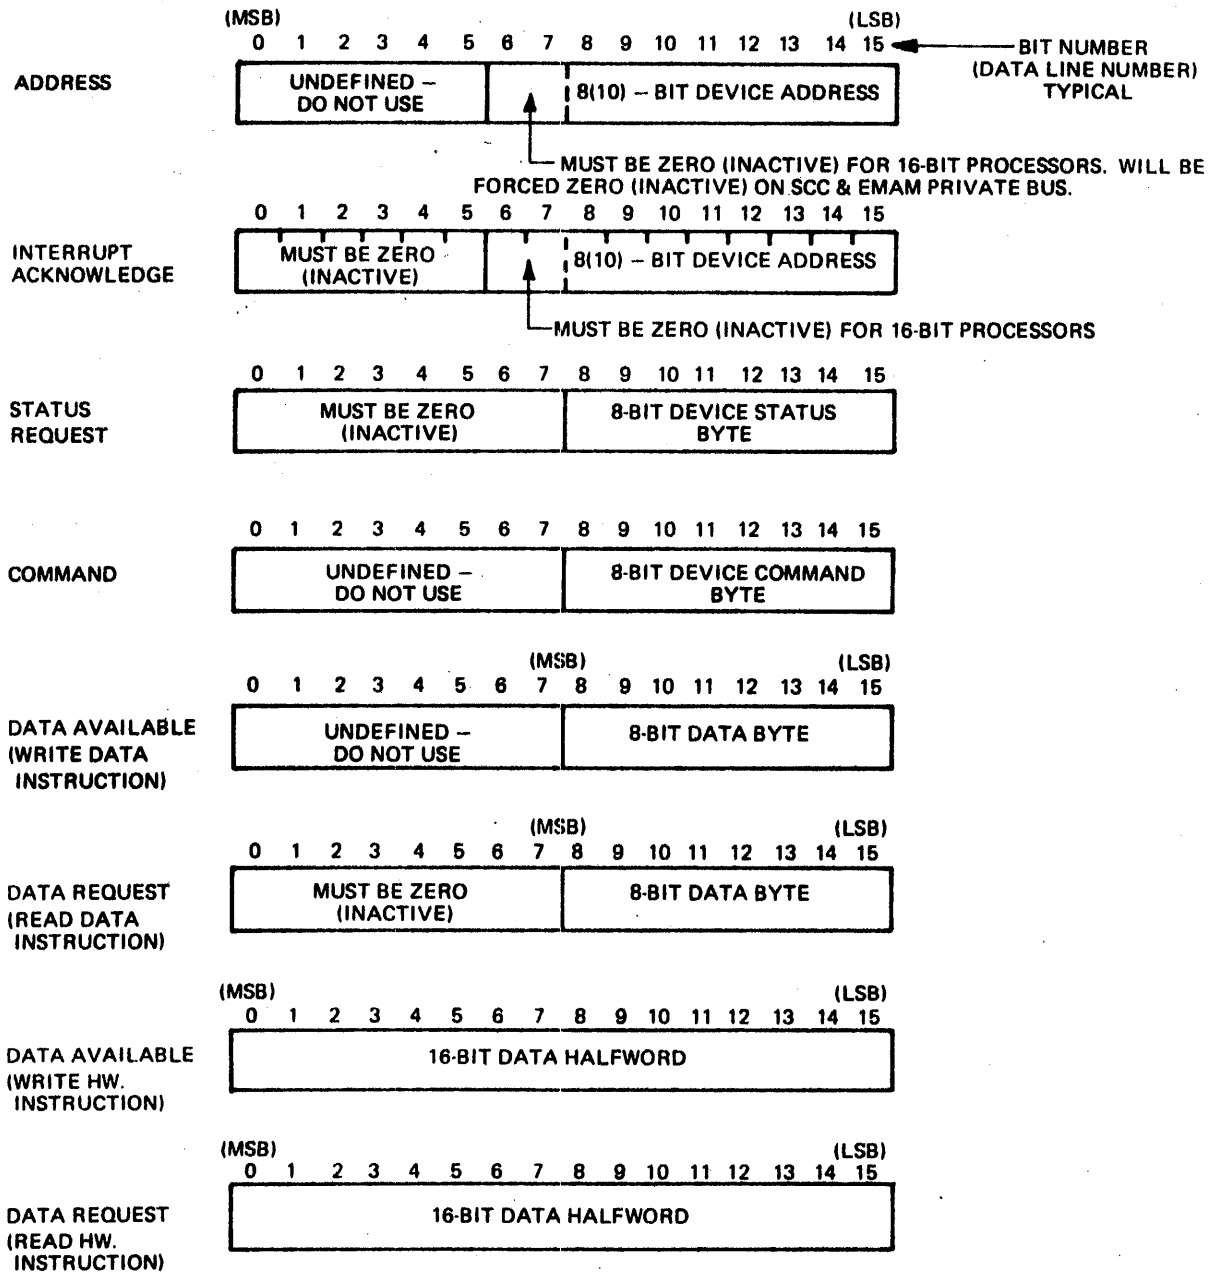 (MSB) (LSB)
0 1 2 3 4 5 6 7 8 9 10 11 12 13 14 15 BIT NUMBER
(DATA LINE NUMBER)
TYPICAL
ADDRESS UNDEFINED – 8(10) – BIT DEVICE ADDRESS
DO NOT USE
MUST BE ZERO (INACTIVE) FOR 16-BIT PROCESSORS. WILL BE
FORCED ZERO (INACTIVE) ON SCC & EMAM PRIVATE BUS.
0 1 2 3 4 5 6 7 8 9 10 11 12 13 14 15
INTERRUPT MUST BE ZERO 8(10) – BIT DEVICE ADDRESS
ACKNOWLEDGE (INACTIVE)
MUST BE ZERO (INACTIVE) FOR 16-BIT PROCESSORS
0 1 2 3 4 5 6 7 8 9 10 11 12 13 14 15
STATUS MUST BE ZERO 8-BIT DEVICE STATUS
REQUEST (INACTIVE) BYTE
0 1 2 3 4 5 6 7 8 9 10 11 12 13 14 15
COMMAND UNDEFINED – 8-BIT DEVICE COMMAND
DO NOT USE BYTE
(MSB) (LSB)
0 1 2 3 4 5 6 7 8 9 10 11 12 13 14 15
DATA AVAILABLE UNDEFINED – 8-BIT DATA BYTE
(WRITE DATA DO NOT USE
INSTRUCTION)
(MSB) (LSB)
0 1 2 3 4 5 6 7 8 9 10 11 12 13 14 15
DATA REQUEST MUST BE ZERO 8-BIT DATA BYTE
(READ DATA (INACTIVE)
INSTRUCTION)
(MSB) (LSB)
0 1 2 3 4 5 6 7 8 9 10 11 12 13 14 15
DATA AVAILABLE 16-BIT DATA HALFWORD
(WRITE HW.
INSTRUCTION)
(MSB) (LSB)
0 1 2 3 4 5 6 7 8 9 10 11 12 13 14 15
DATA REQUEST 16-BIT DATA HALFWORD
(READ HW.
INSTRUCTION)